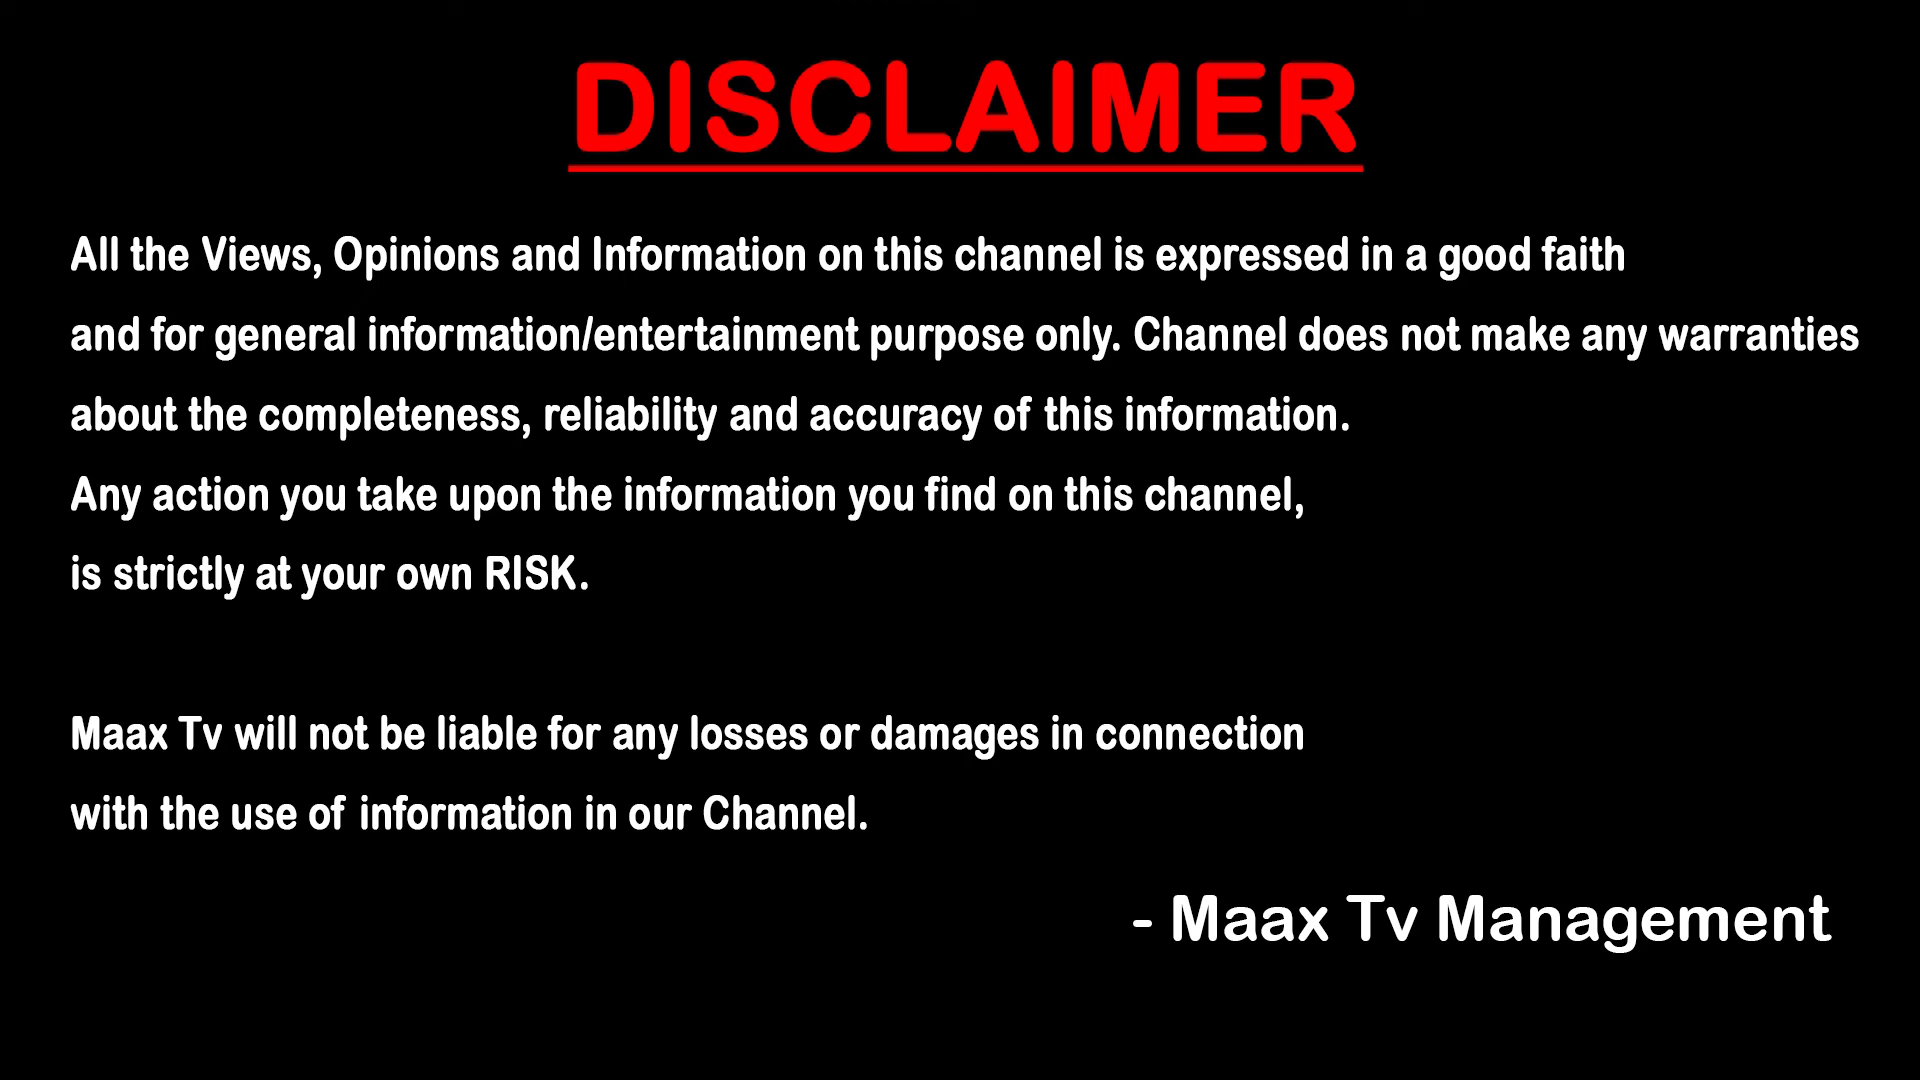 DISCLAIMER
All the Views, Opinions and Information on this channel is expressed in a good faith
and for general information/entertainment purpose only. Channel does not make any warranties
about the completeness, reliability and accuracy of this information.
Any action you take upon the information you find on this channel,
is strictly at your own RISK.
Maax Tv will not be liable for any losses or damages in connection
with the use of information in our Channel.
- Maax Tv Management